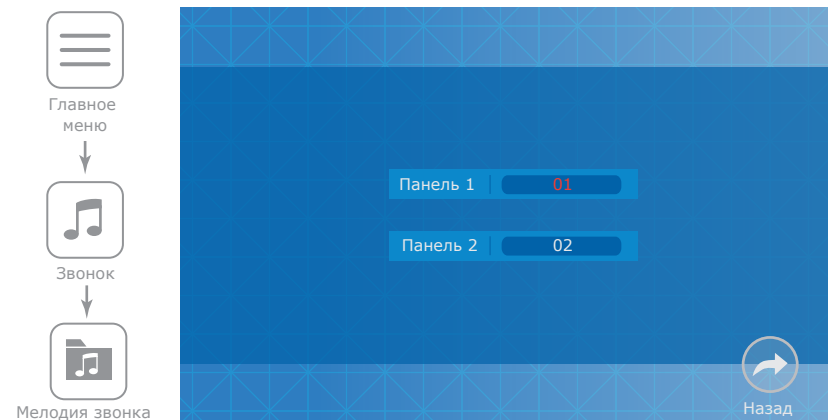 Главное
меню
Звонок
Мелодия звонка
Панель 1 01
Панель 2 02
Назад